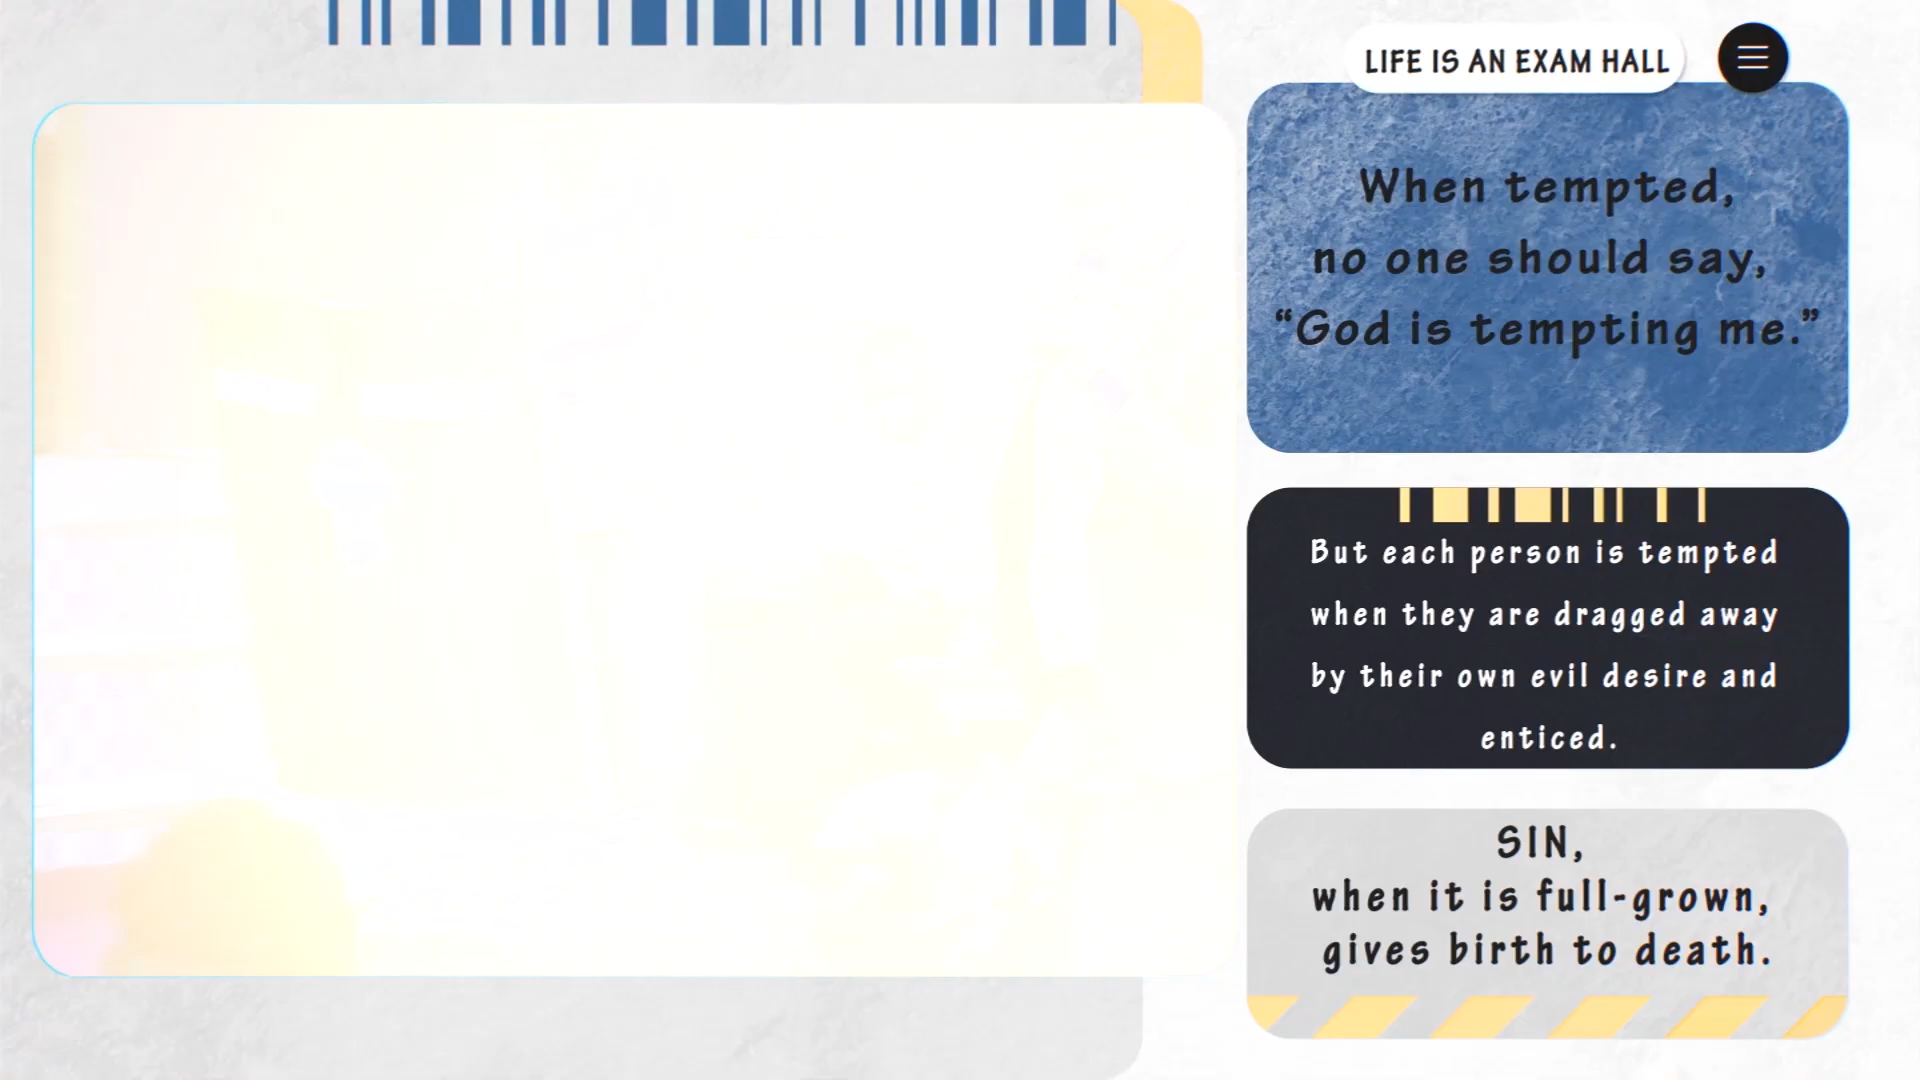 LIFE IS AN EXAM HALL
When tempted,
no one should say,
“God is tempting me.”
But each person is tempted
when they are dragged away
by their own evil desire and
enticed.
SIN,
when it is full-grown,
gives birth to death.